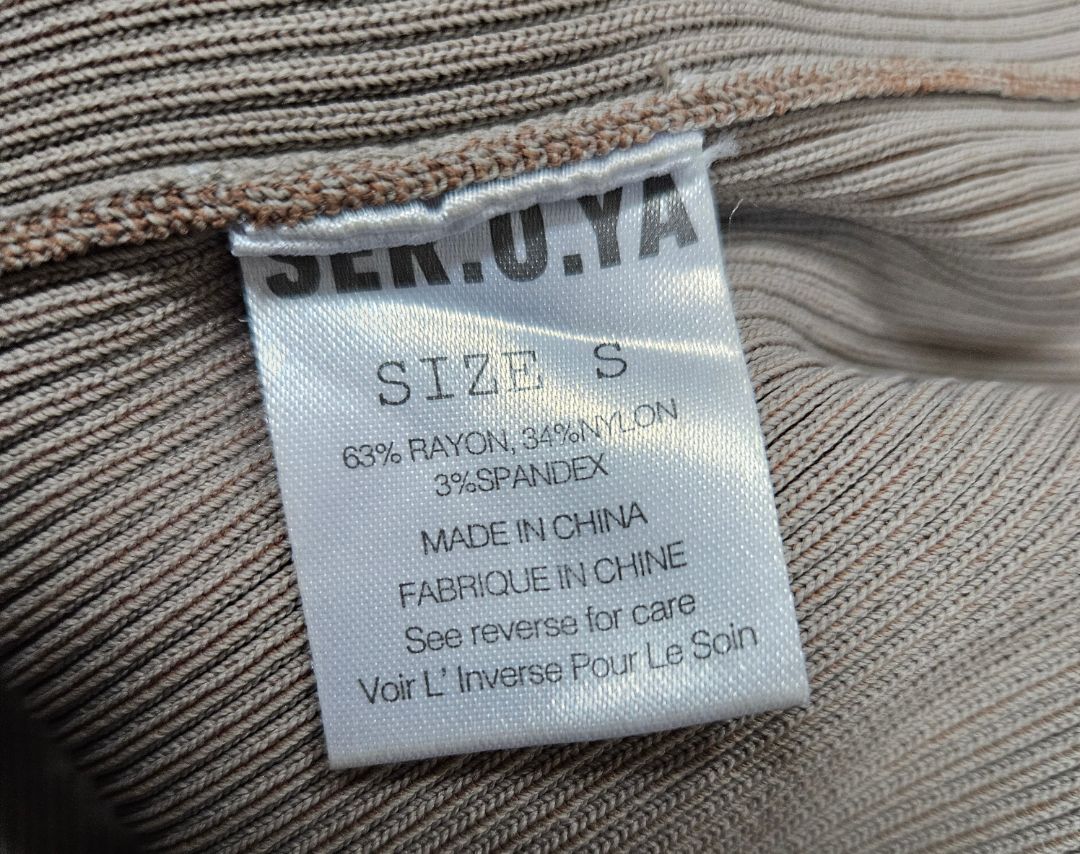 SER.O.YA
SIZE S
63% RAYON, 34%NYLON
3%SPANDEX
MADE IN CHINA
FABRIQUE IN CHINE
See reverse for care
Voir L' Inverse Pour Le Soin